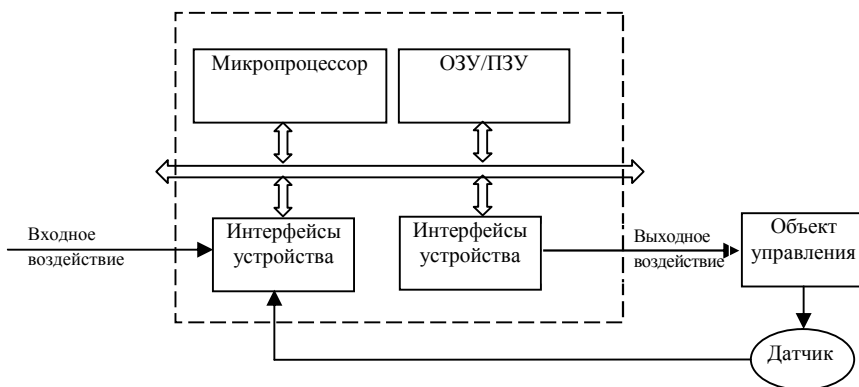 Микропроцессор
ОЗУ/ПЗУ
Входное
воздействие
Интерфейсы
устройства
Интерфейсы
устройства
Выходное
воздействие
Объект
управления
Датчик